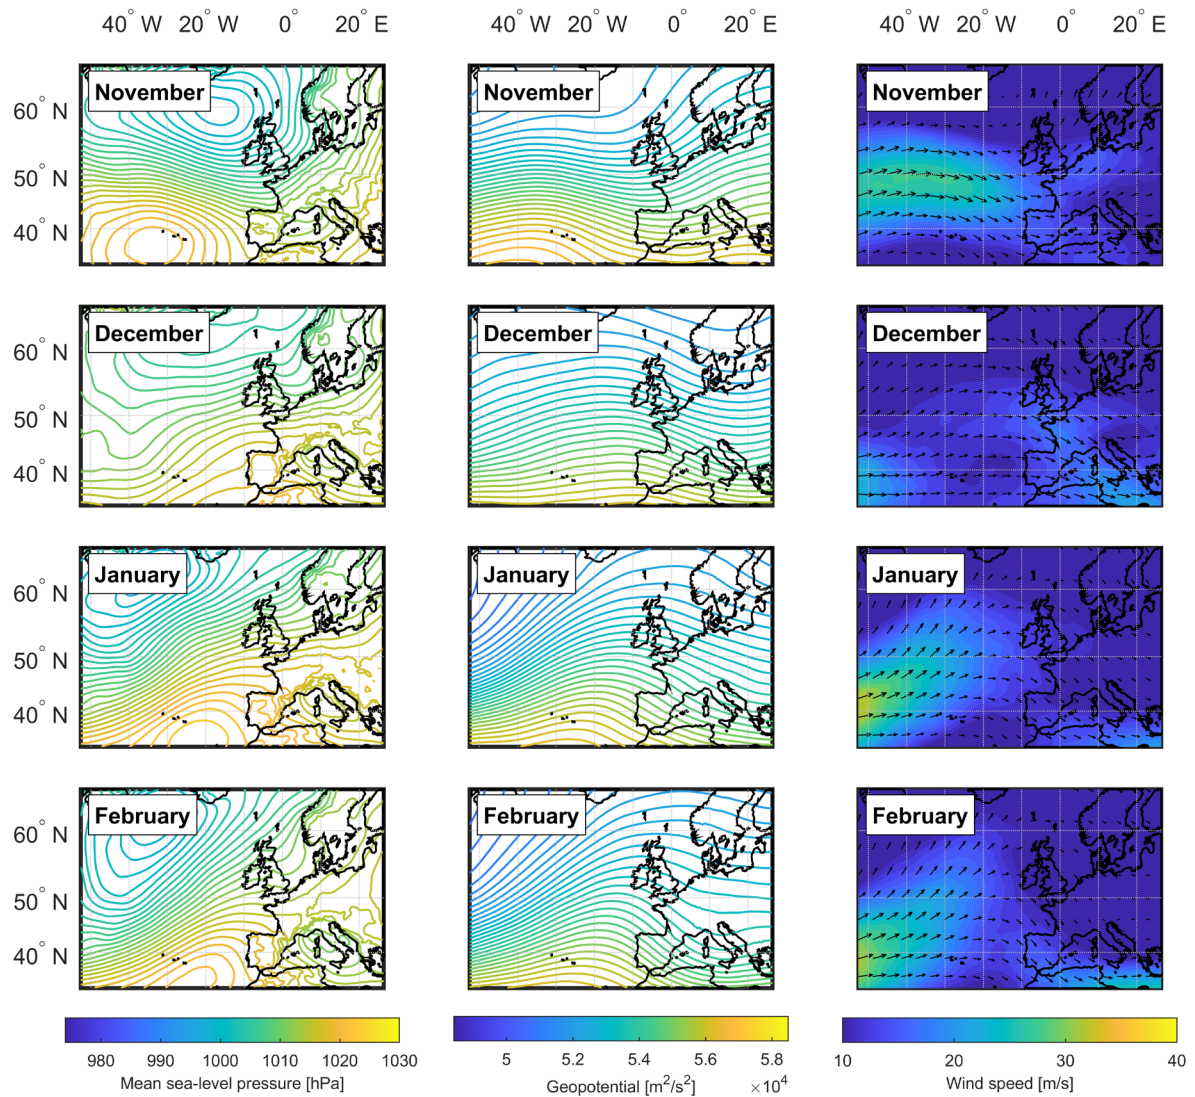 40° W 0° 20° E 40° W 20° W 0° 20° E 40° W 20° W 0° 20° E
November November November
60° N
50° N
40° N
December December December
60° N
50° N
40° N
January January January
60° N
50° N
40° N
February February February
60° N
50° N
40° N
980 990 1000 1010 1020 1030 5 5.2 5.4 5.6 5.8 10 20 30 40
Mean sea-level pressure [hPa] Geopotential [m²/s²] ×10⁴ Wind speed [m/s]